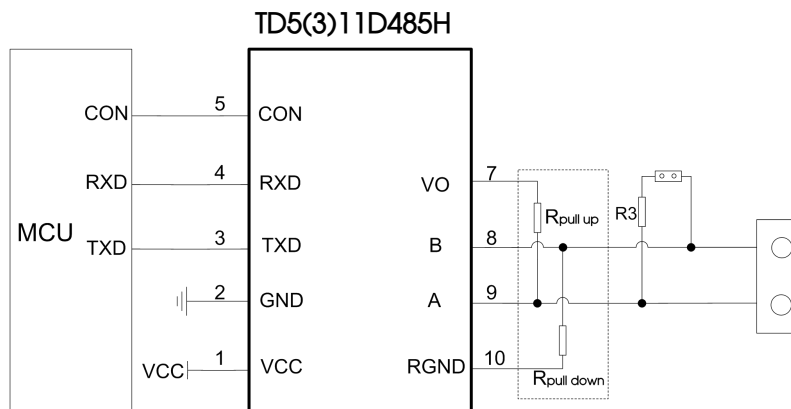 TD5(3)11D485H
CON 5 CON
RXD 4 RXD 7
VO
Rpull up R3
MCU
TXD 3 TXD B 8
2 GND A 9
VCC 1 VCC RGND 10
Rpull down